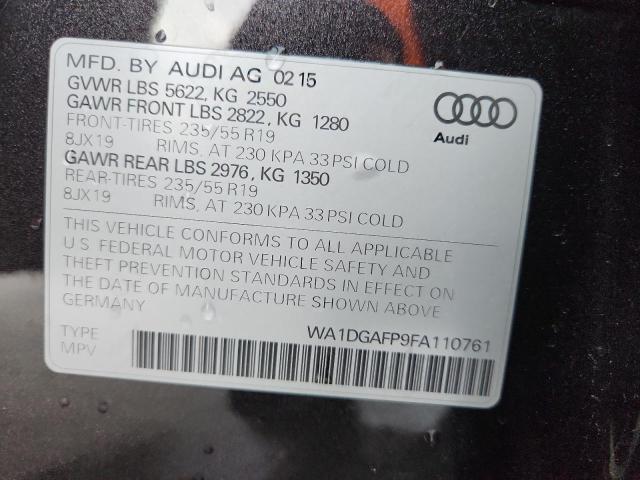 MFD. BY AUDI AG 02 15
GVWR LBS 5622, KG 2550
GAWR FRONT LBS 2822, KG 1280
FRONT-TIRES 235/55 R19
8JX19 RIMS, AT 230 KPA 33 PSI COLD
GAWR REAR LBS 2976, KG 1350
REAR-TIRES 235/55 R19
8JX19 RIMS, AT 230 KPA 33 PSI COLD
THIS VEHICLE CONFORMS TO ALL APPLICABLE
U S FEDERAL MOTOR VEHICLE SAFETY AND
THEFT PREVENTION STANDARDS IN EFFECT ON
THE DATE OF MANUFACTURE SHOWN ABOVE
GERMANY
TYPE
MPV
WA1DGAFP9FA110761
Audi